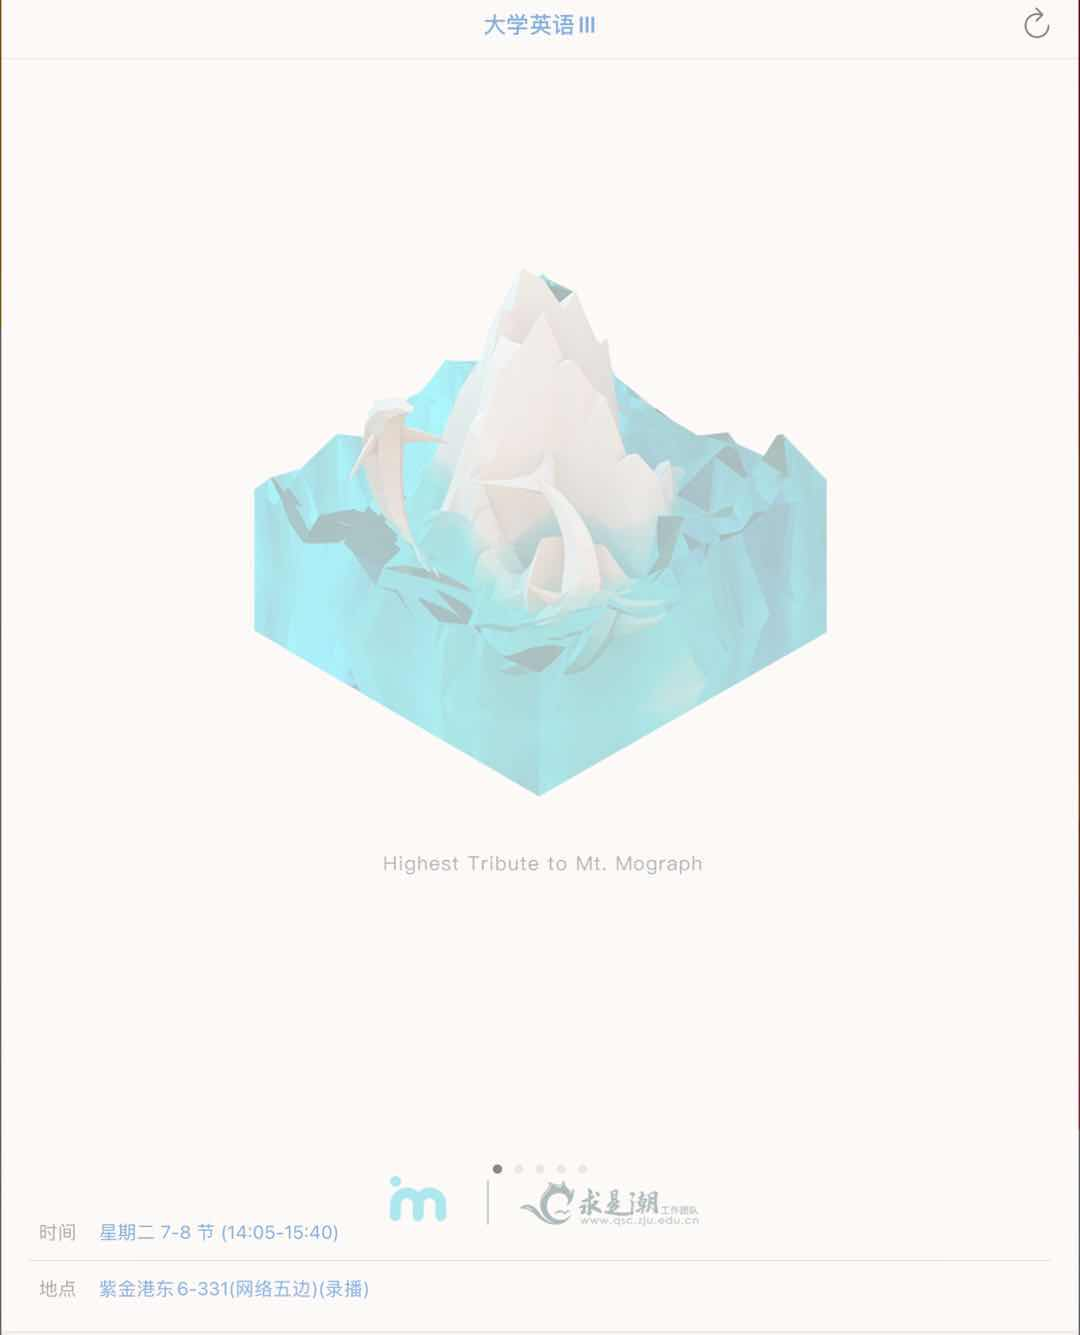 大学英语Ⅲ
Highest Tribute to Mt. Mograph
im
求是潮工作团队
www.qsc.zju.edu.cn
时间 星期二 7-8 节 (14:05-15:40)
地点 紫金港东6-331(网络五边)(录播)